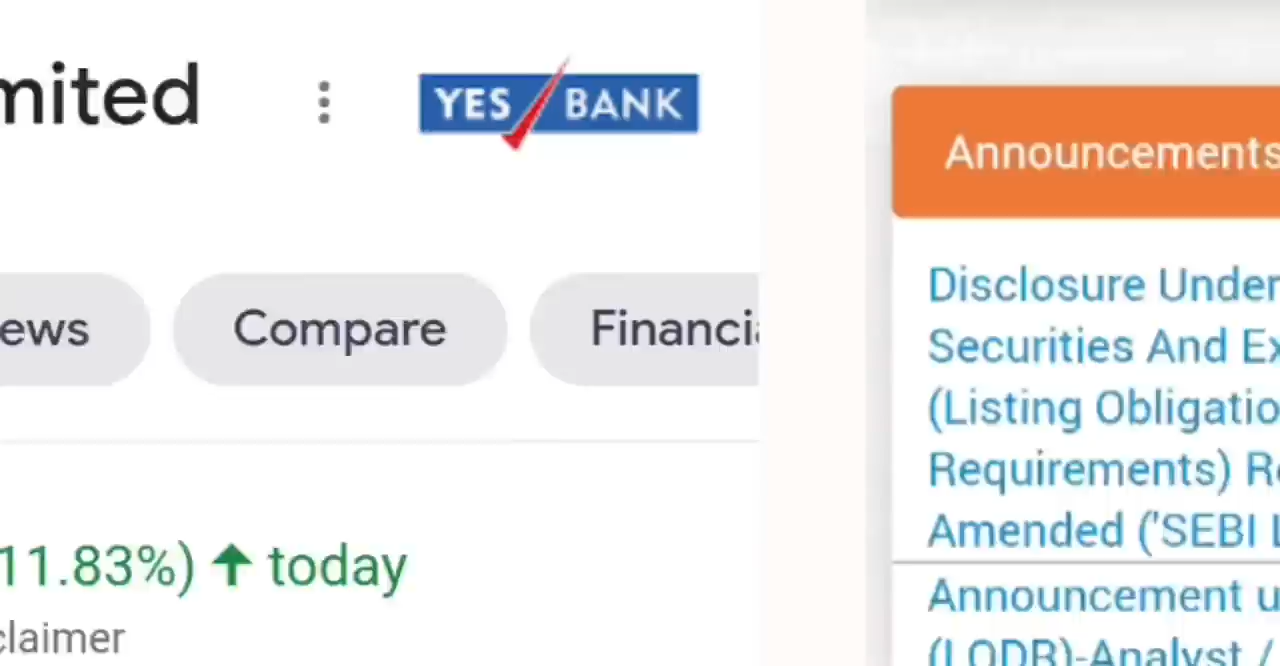 mited
YES BANK
ews
Compare
Financia
11.83%) ↑ today
claimer
Announcements
Disclosure Under
Securities And Ex
(Listing Obligatio
Requirements) Re
Amended ('SEBI L
Announcement u
(LODR)-Analyst /